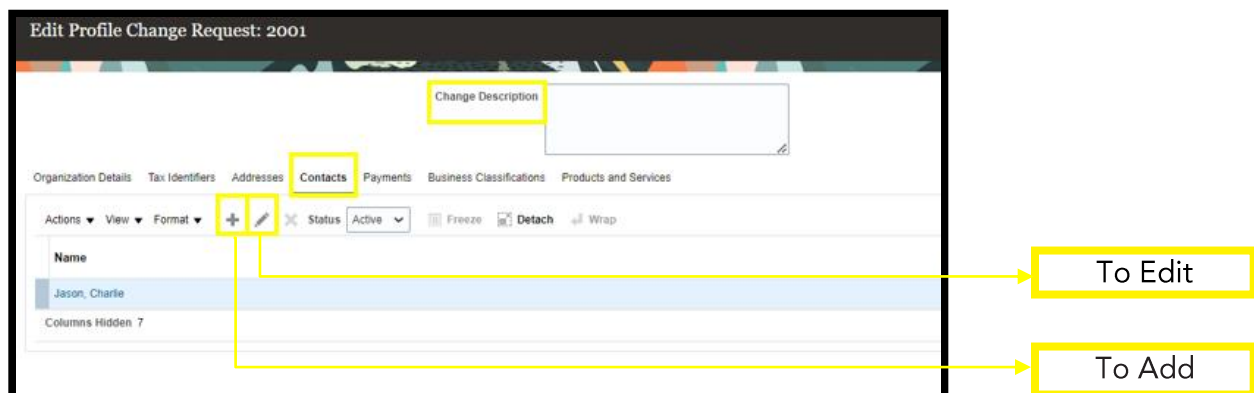 Edit Profile Change Request: 2001
Change Description
Organization Details Tax Identifiers Addresses Contacts Payments Business Classifications Products and Services
Actions View Format Status Active Freeze Detach Wrap
Name
Jason, Charlie
Columns Hidden 7
To Edit
To Add